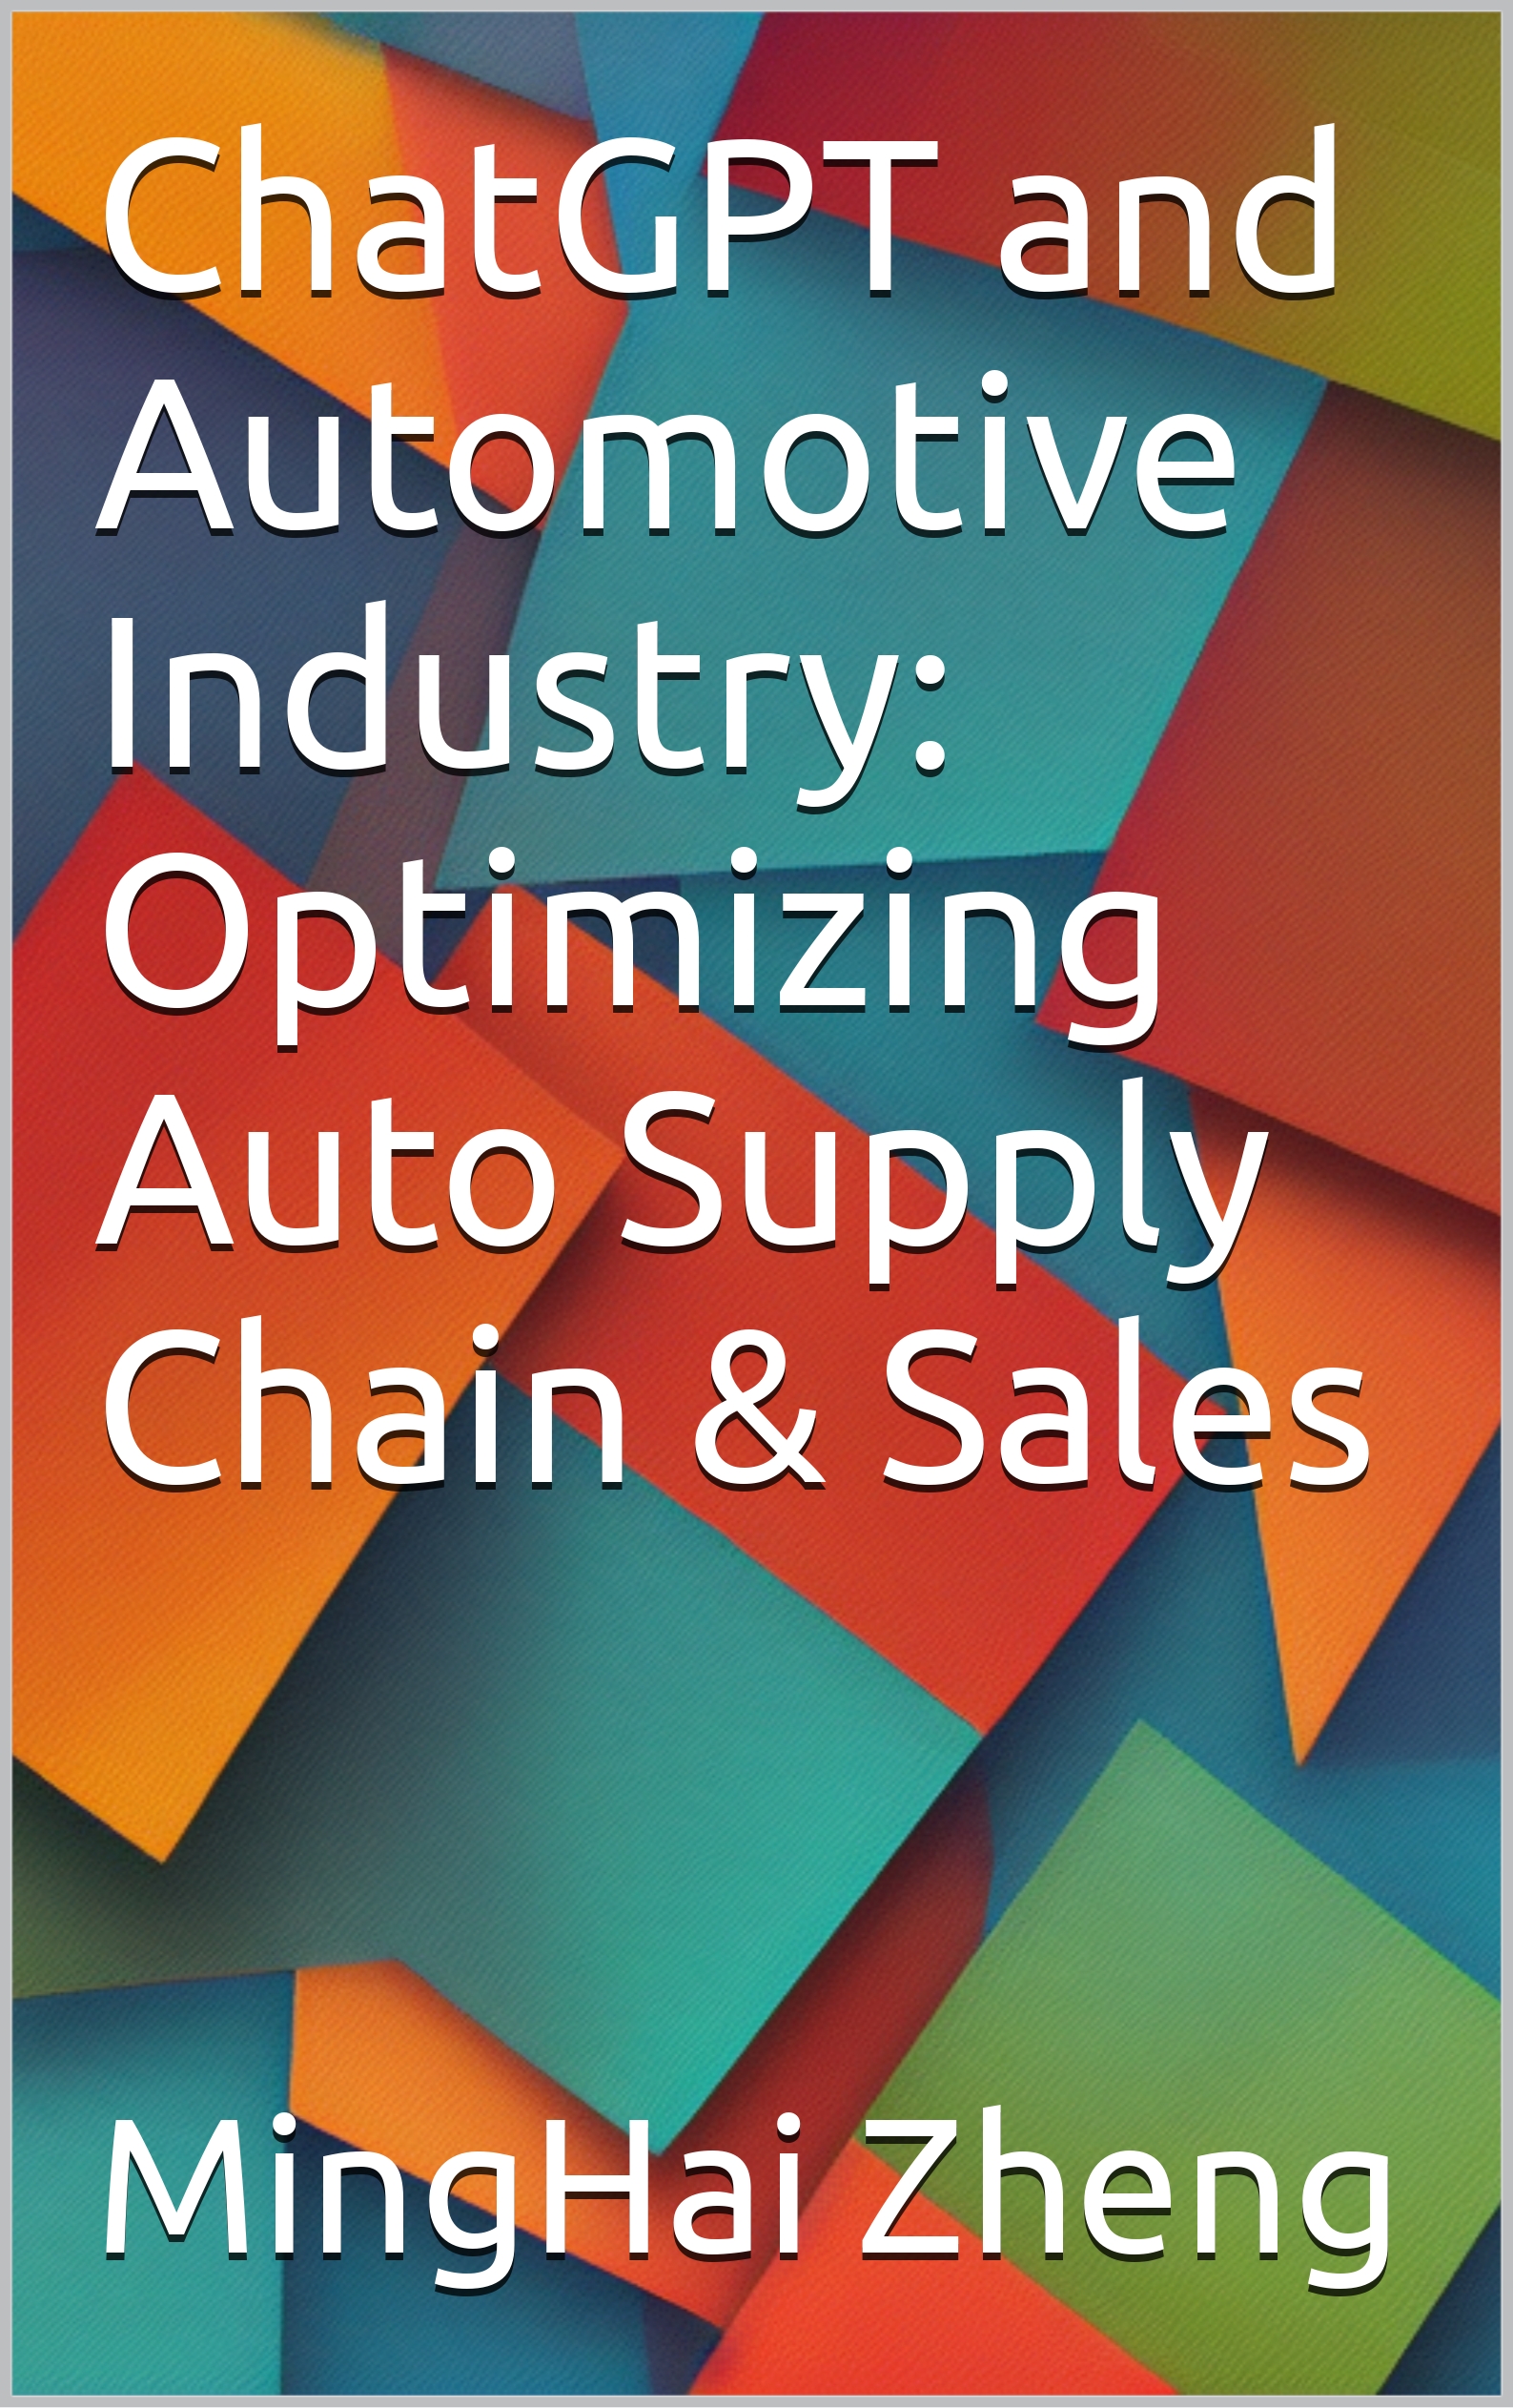 ChatGPT and
Automotive
Industry:
Optimizing
Auto Supply
Chain & Sales
MingHai Zheng